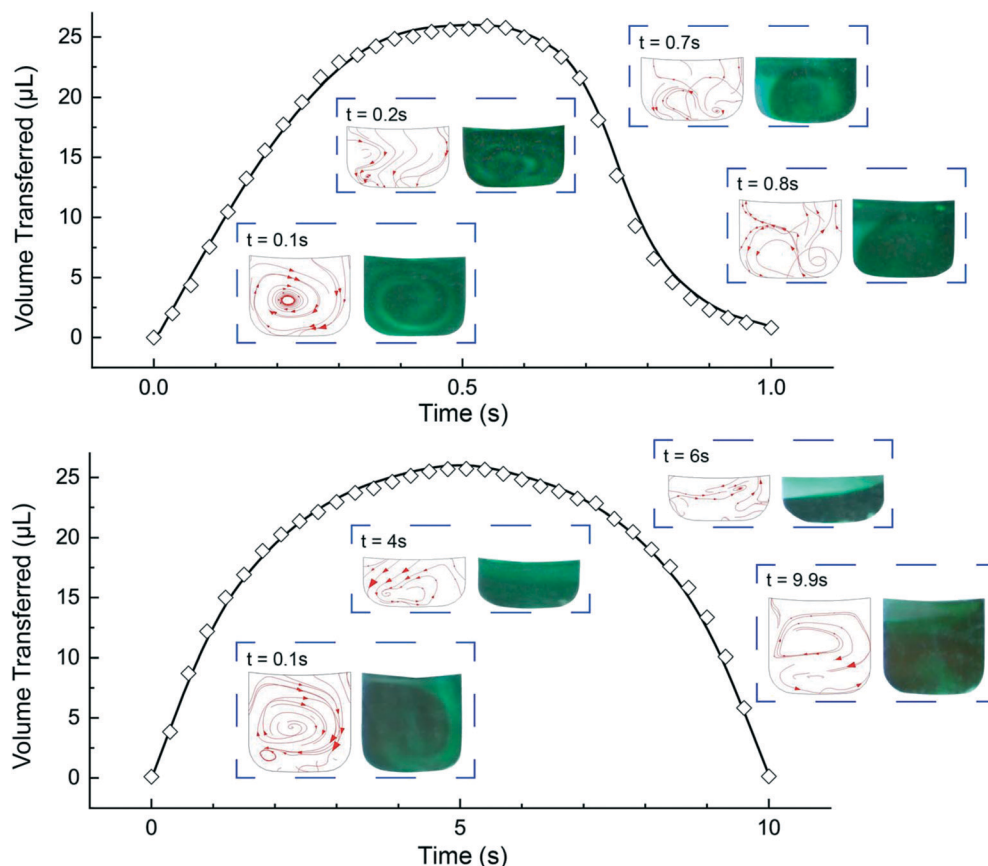 25
20
15
10
5
0
Volume Transferred (µL)
t = 0.7s
t = 0.2s
t = 0.8s
t = 0.1s
0.0
0.5
1.0
Time (s)
25
20
15
10
5
0
Volume Transferred (µL)
t = 6s
t = 4s
t = 9.9s
t = 0.1s
0
5
10
Time (s)